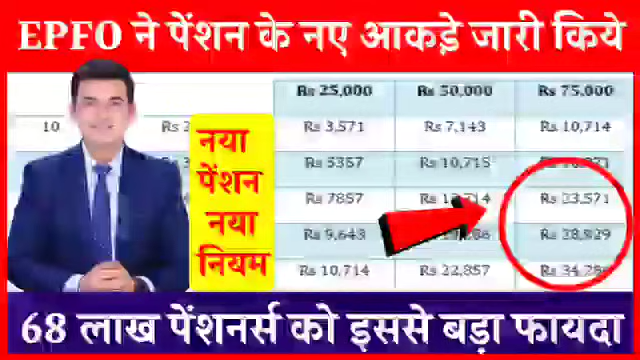 EPFO ने पेंशन के नए आकड़े जारी किये
Rs 25,000 Rs 50,000 Rs 75,000
10 Rs 3,571 Rs 7,143 Rs 10,714
Rs 5357 Rs 10,715
Rs 7857
Rs 9,643
Rs 10,714 Rs 22,857
नया
पेंशन
नया
नियम
68 लाख पेंशनर्स को इससे बड़ा फायदा